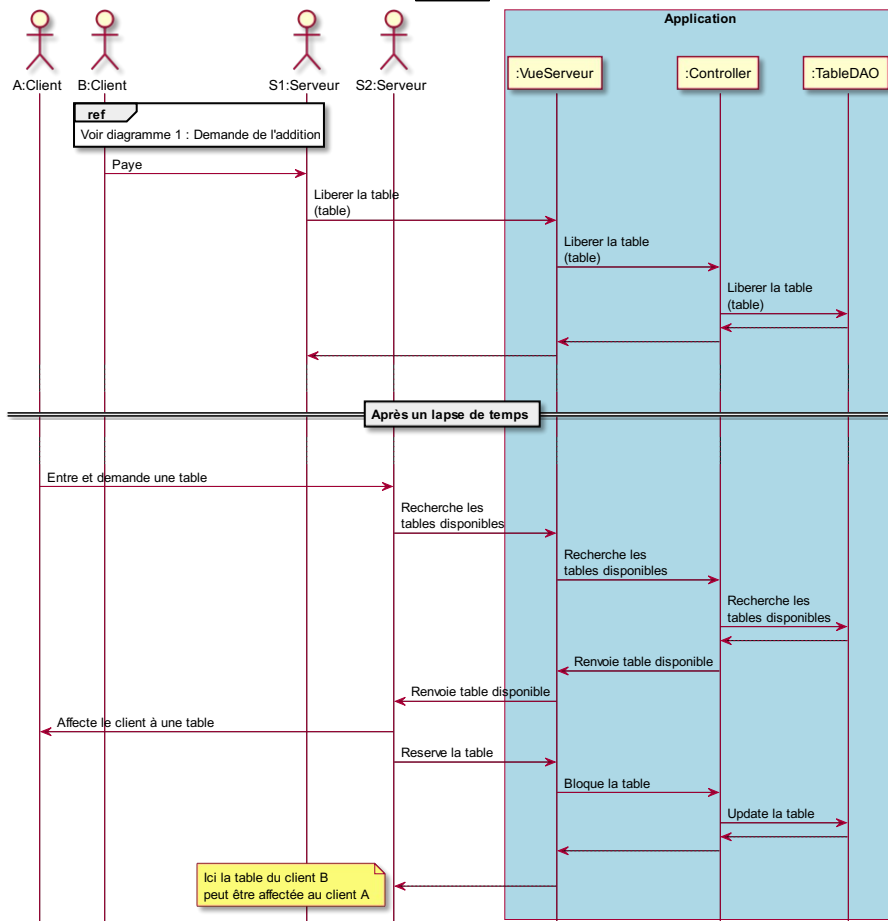 Application
A:Client
B:Client
S1:Serveur
S2:Serveur
:VueServeur
:Controller
:TableDAO
ref
Voir diagramme 1 : Demande de l'addition
Paye
Liberer la table
(table)
Liberer la table
(table)
Liberer la table
(table)
Après un lapse de temps
Entre et demande une table
Recherche les
tables disponibles
Recherche les
tables disponibles
Recherche les
tables disponibles
Renvoie table disponible
Renvoie table disponible
Affecte le client à une table
Reserve la table
Bloque la table
Update la table
Ici la table du client B
peut être affectée au client A